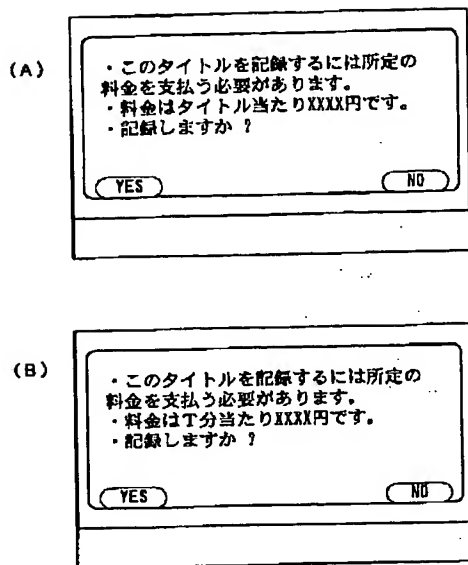 (A)
・このタイトルを記録するには所定の
料金を支払う必要があります。
・料金はタイトル当たりXXXX円です。
・記録しますか ?
YES NO
(B)
・このタイトルを記録するには所定の
料金を支払う必要があります。
・料金はT分当たりXXXX円です。
・記録しますか ?
YES NO